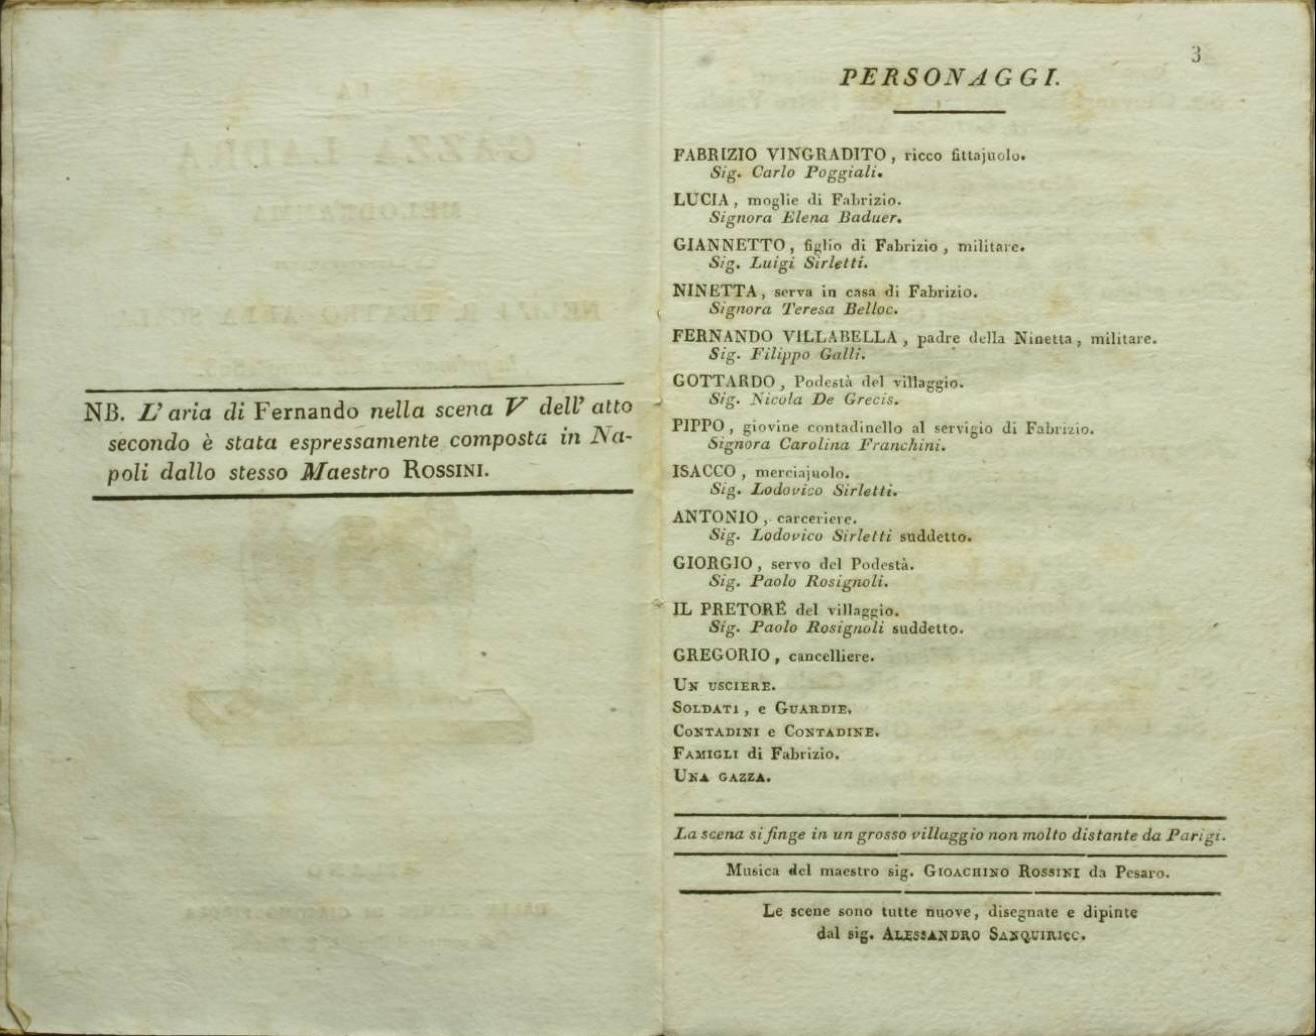 NB. L' aria di Fernando nella scena V dell' atto
secondo è stata espressamente composta in Na-
poli dallo stesso Maestro ROSSINI.
3
PERSONAGGI.
FABRIZIO VINGRADITO, ricco fittajuolo.
Sig. Carlo Poggiali.
LUCIA, moglie di Fabrizio.
Signora Elena Baduer.
GIANNETTO, figlio di Fabrizio, militare.
Sig. Luigi Sirletti.
NINETTA, serva in casa di Fabrizio.
Signora Teresa Belloc.
FERNANDO VILLABELLA, padre della Ninetta, militare.
Sig. Filippo Galli.
GOTTARDO, Podestà del villaggio.
Sig. Nicola De Grecis.
PIPPO, giovine contadinello al servigio di Fabrizio.
Signora Carolina Franchini.
ISACCO, merciajuolo.
Sig. Lodovico Sirletti.
ANTONIO, carceriere.
Sig. Lodovico Sirletti suddetto.
GIORGIO, servo del Podestà.
Sig. Paolo Rosignoli.
IL PRETORE del villaggio.
Sig. Paolo Rosignoli suddetto.
GREGORIO, cancelliere.
UN USCIERE.
SOLDATI, e GUARDIE.
CONTADINI e CONTADINE.
FAMIGLI di Fabrizio.
UNA GAZZA.
La scena si finge in un grosso villaggio non molto distante da Parigi.
Musica del maestro sig. GIOACHINO ROSSINI da Pesaro.
Le scene sono tutte nuove, disegnate e dipinte
dal sig. ALESSANDRO SANQUIRICO.